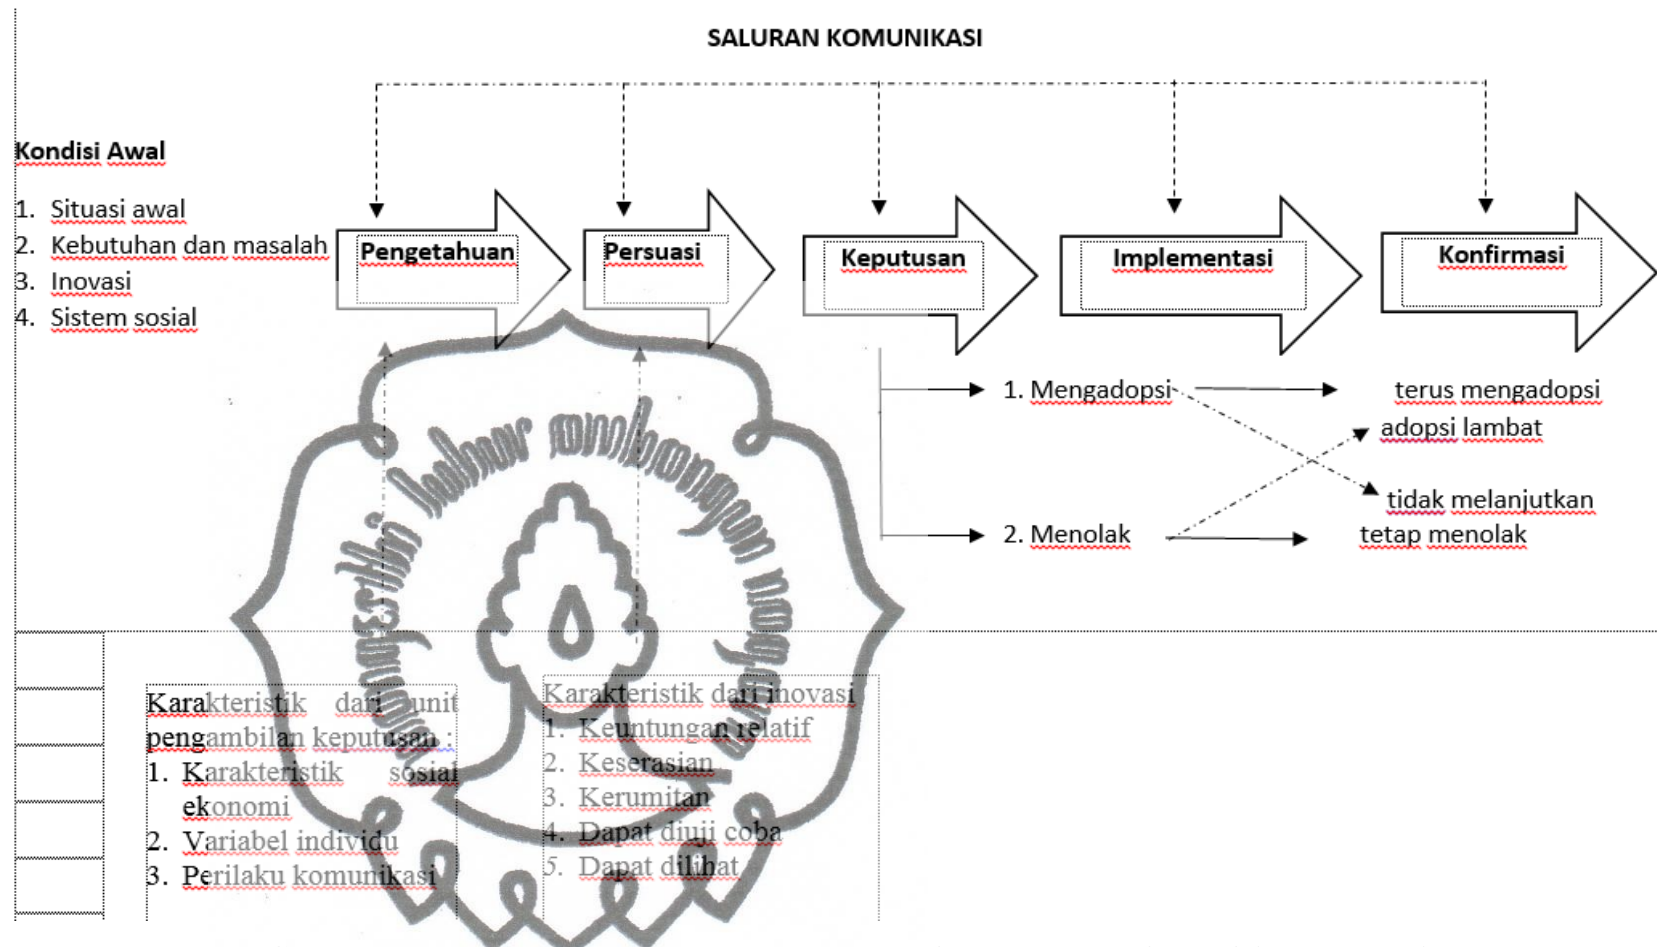 SALURAN KOMUNIKASI
Kondisi Awal
1. Situasi awal
2. Kebutuhan dan masalah
3. Inovasi
4. Sistem sosial
Pengetahuan
Persuasi
Keputusan
Implementasi
Konfirmasi
1. Mengadopsi
terus mengadopsi
adopsi lambat
tidak melanjutkan
2. Menolak
tetap menolak
Karakteristik dari unit
pengambilan keputusan :
1. Karakteristik sosial
ekonomi
2. Variabel individu
3. Perilaku komunikasi
Karakteristik dari inovasi
1. Keuntungan relatif
2. Keserasian
3. Kerumitan
4. Dapat diuji coba
5. Dapat dilihat